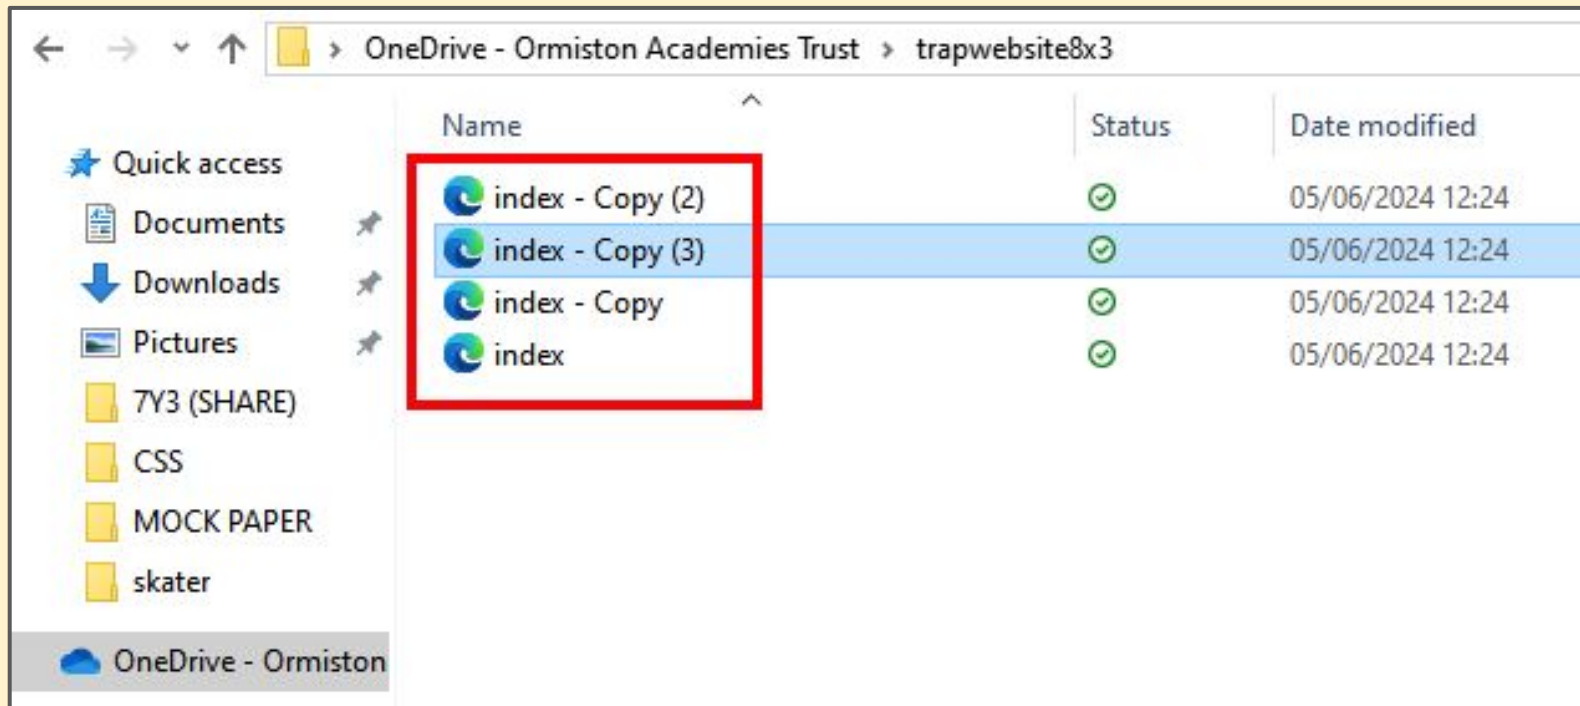 OneDrive - Ormiston Academies Trust > trapwebsite8x3
Name Status Date modified
Quick access
Documents
Downloads
Pictures
7Y3 (SHARE)
CSS
MOCK PAPER
skater
OneDrive - Ormiston
index - Copy (2) 05/06/2024 12:24
index - Copy (3) 05/06/2024 12:24
index - Copy 05/06/2024 12:24
index 05/06/2024 12:24